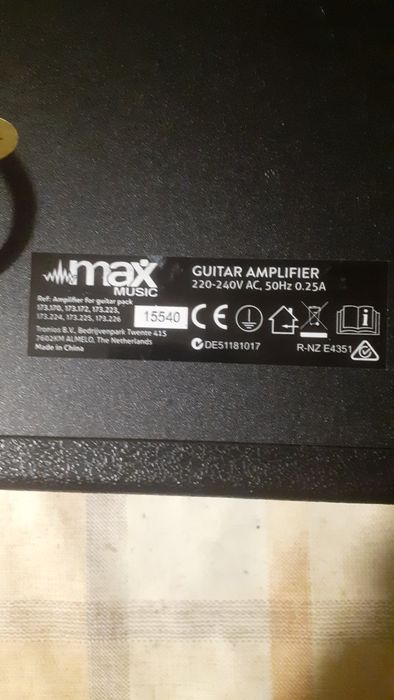 max
MUSIC
GUITAR AMPLIFIER
220-240V AC, 50Hz 0.25A
Ref: Amplifier for guitar pack
173.170, 173.172, 173.223,
173.224, 173.225, 173.226
15540
CE
Tronios B.V., Bedrijvenpark Twente 415
7602KM ALMELO, The Netherlands
Made in China
DE51181017
R-NZ E4351